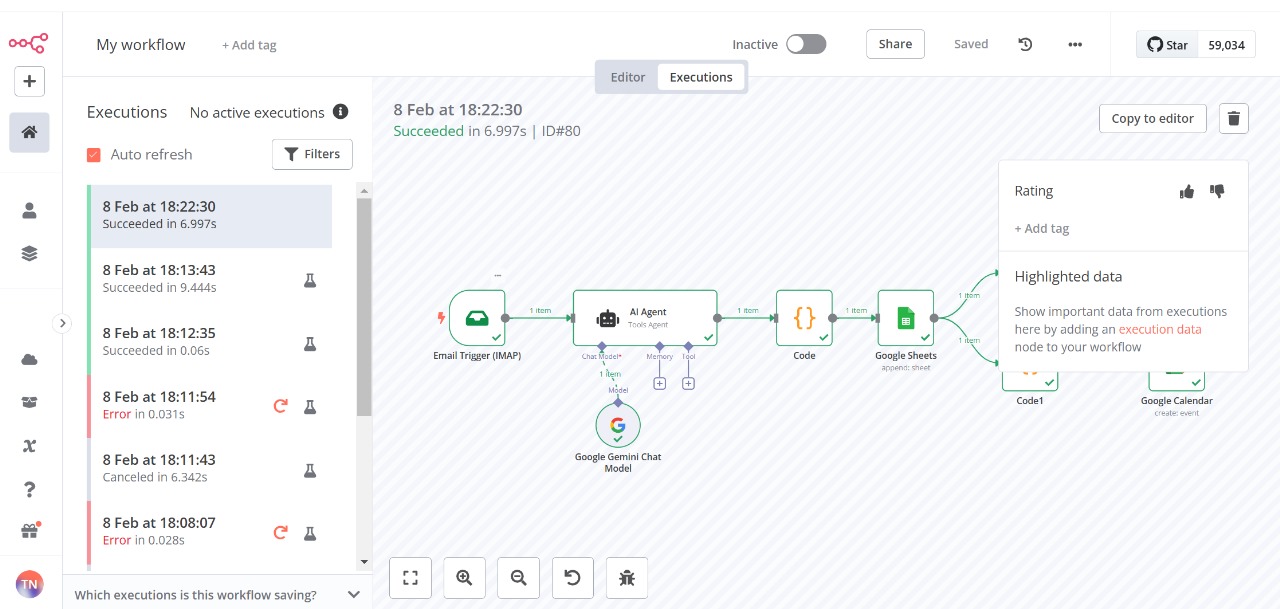 My workflow
+ Add tag
Inactive
Share
Saved
Star
59,034
Editor
Executions
Executions
No active executions
Auto refresh
Filters
8 Feb at 18:22:30
Succeeded in 6.997s
8 Feb at 18:13:43
Succeeded in 9.444s
8 Feb at 18:12:35
Succeeded in 0.06s
8 Feb at 18:11:54
Error in 0.031s
8 Feb at 18:11:43
Canceled in 6.342s
8 Feb at 18:08:07
Error in 0.028s
Which executions is this workflow saving?
TN
8 Feb at 18:22:30
Succeeded in 6.997s | ID#80
Copy to editor
Rating
+ Add tag
Highlighted data
Show important data from executions
here by adding an execution data
node to your workflow
Email Trigger (IMAP)
1 item
AI Agent
Tools Agent
Chat Model*
Memory
Tool
1 item
Model
Google Gemini Chat
Model
1 item
Code
1 item
Google Sheets
append: sheet
1 item
1 item
Code1
Google Calendar
create: event